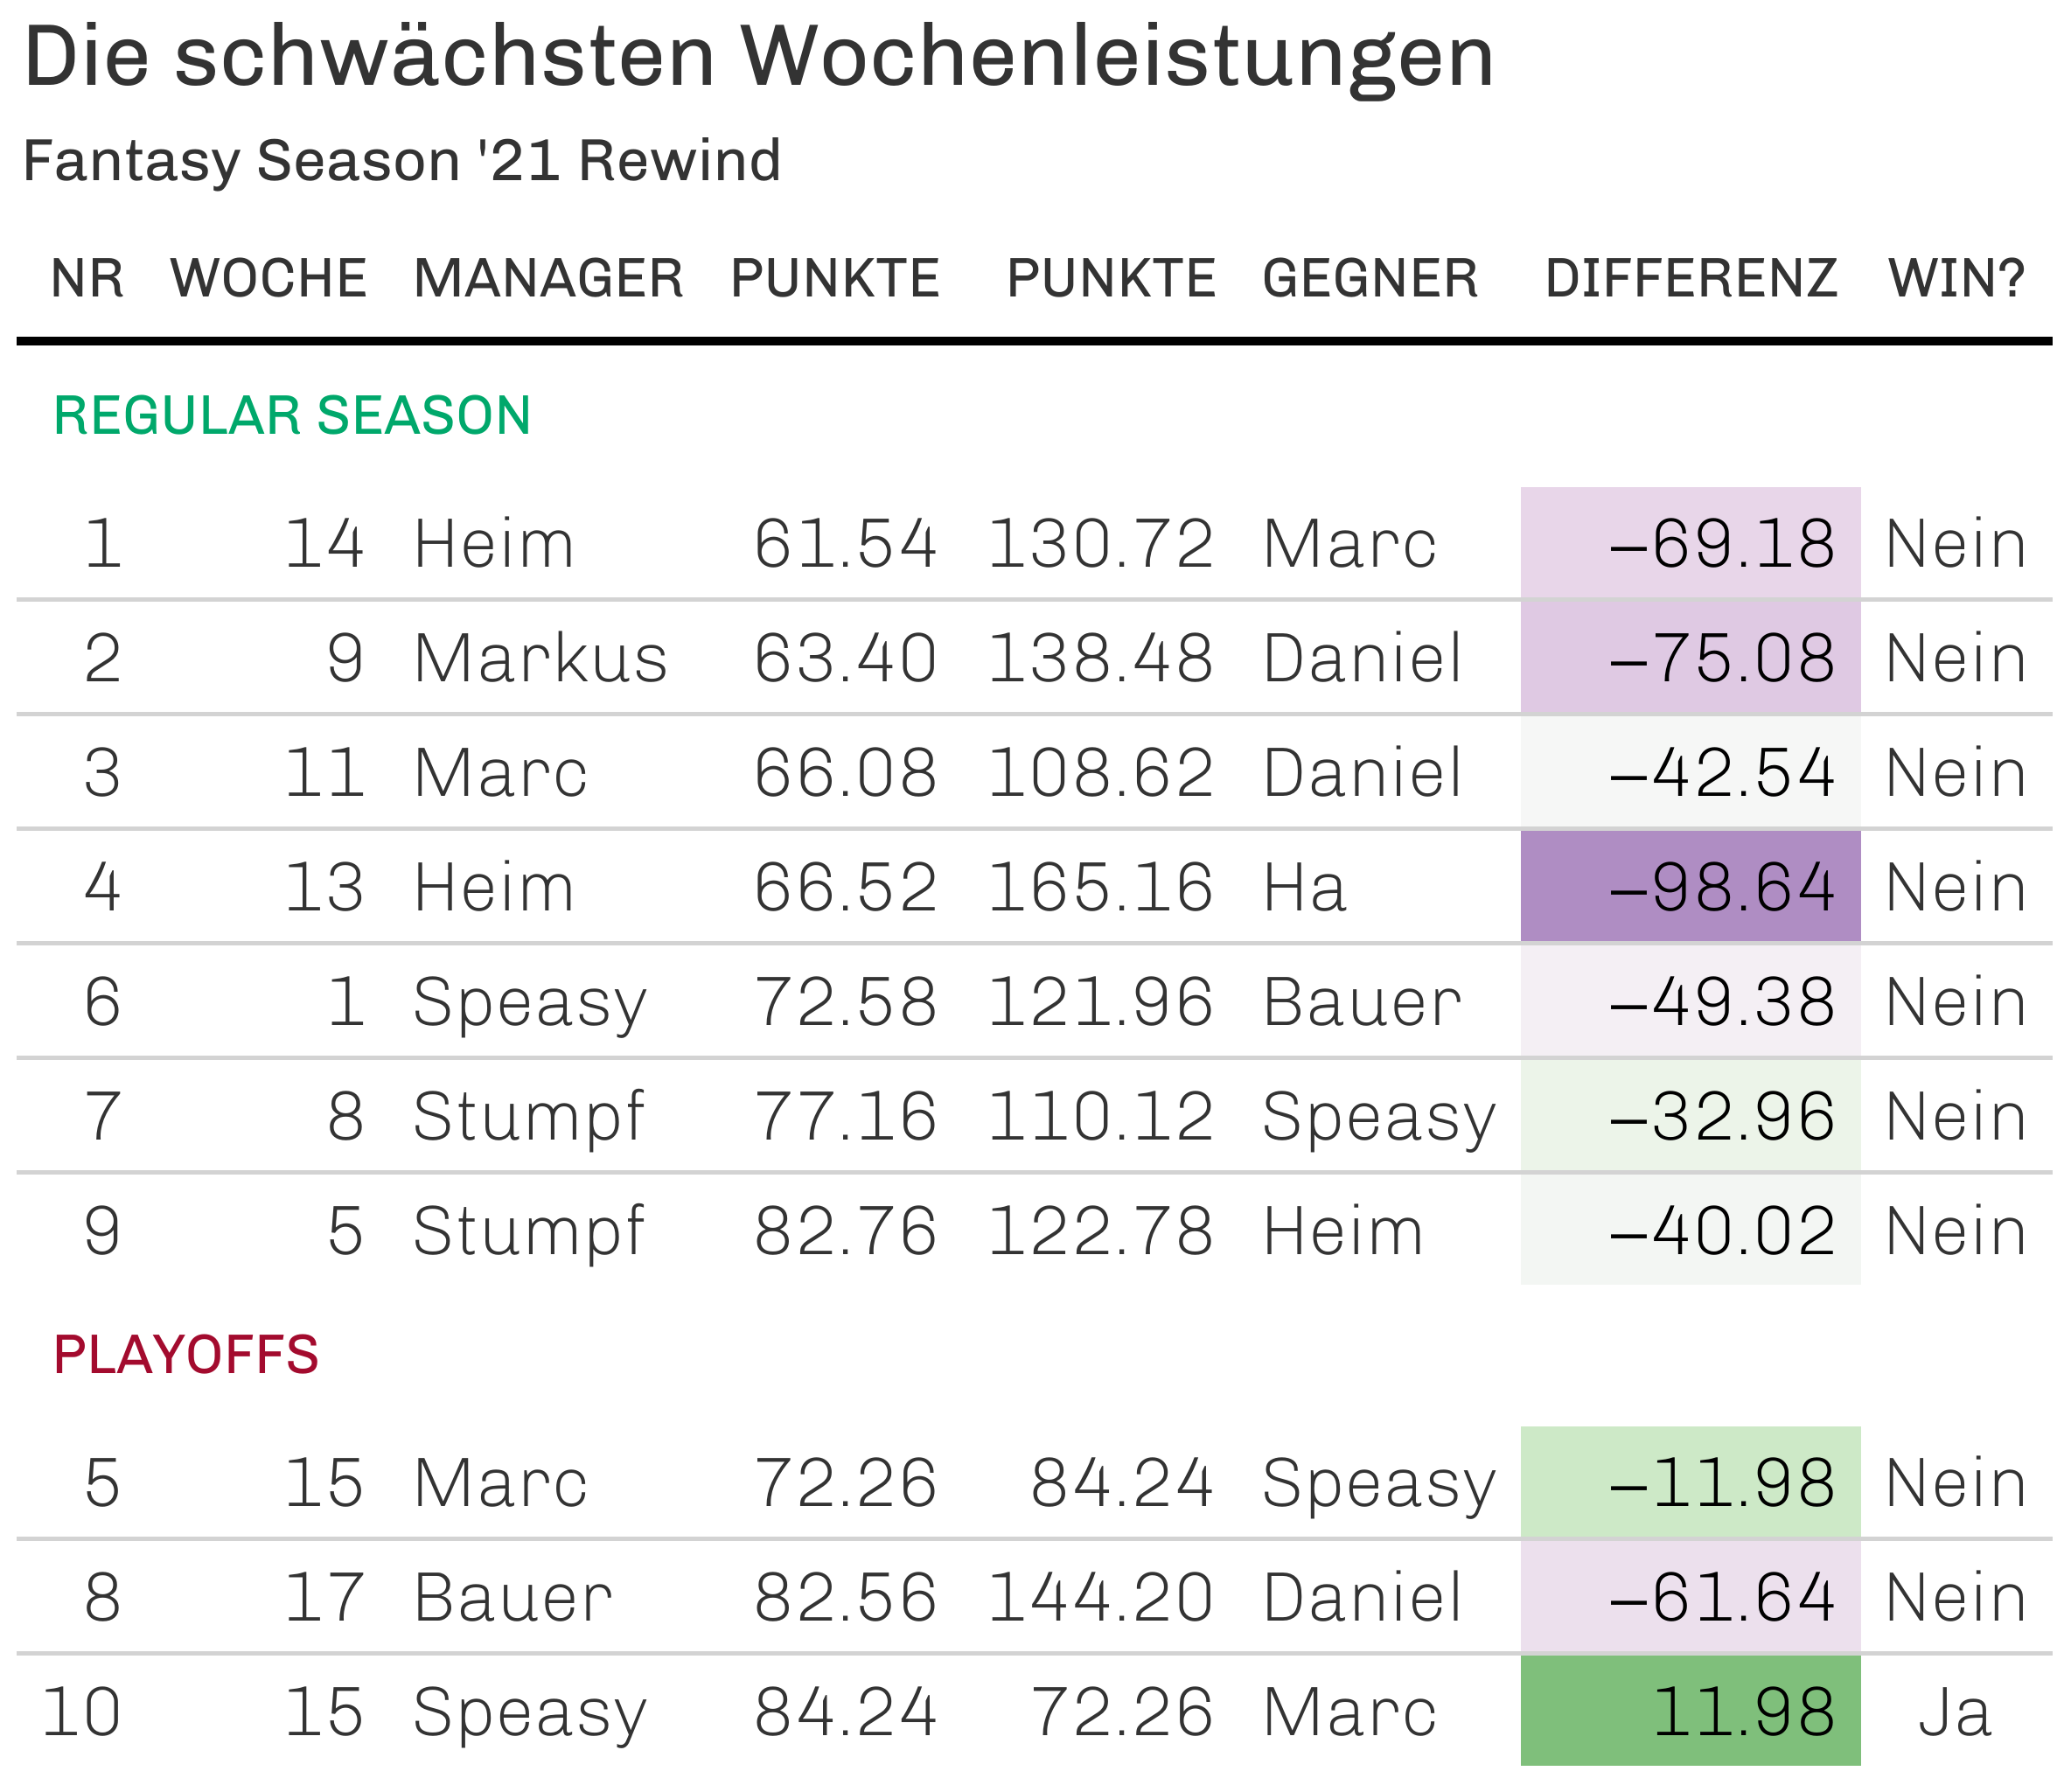 Die schwächsten Wochenleistungen
Fantasy Season '21 Rewind
NR WOCHE MANAGER PUNKTE PUNKTE GEGNER DIFFERENZ WIN?
REGULAR SEASON
1 14 Heim 61.54 130.72 Marc −69.18 Nein
2 9 Markus 63.40 138.48 Daniel −75.08 Nein
3 11 Marc 66.08 108.62 Daniel −42.54 Nein
4 13 Heim 66.52 165.16 Ha −98.64 Nein
6 1 Speasy 72.58 121.96 Bauer −49.38 Nein
7 8 Stumpf 77.16 110.12 Speasy −32.96 Nein
9 5 Stumpf 82.76 122.78 Heim −40.02 Nein
PLAYOFFS
5 15 Marc 72.26 84.24 Speasy −11.98 Nein
8 17 Bauer 82.56 144.20 Daniel −61.64 Nein
10 15 Speasy 84.24 72.26 Marc 11.98 Ja